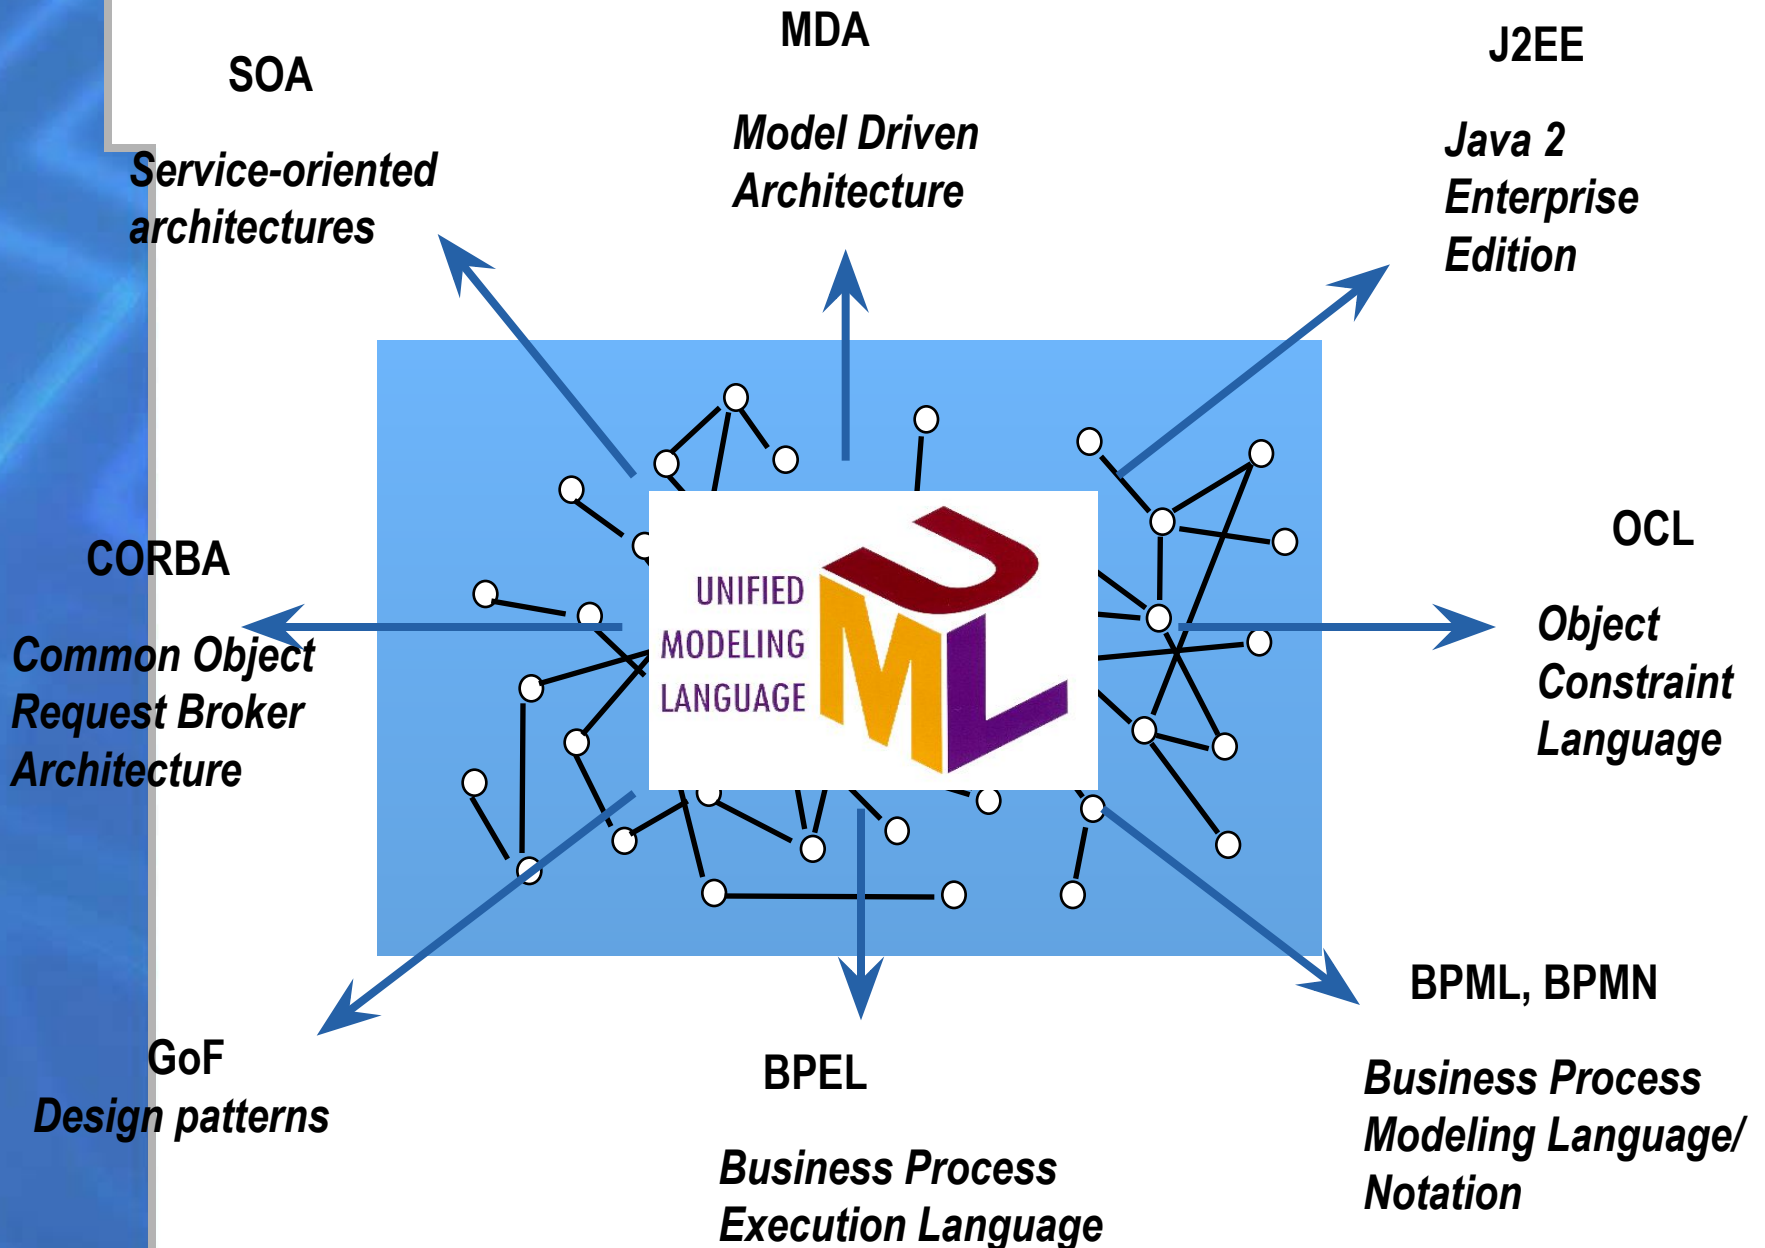 MDA
J2EE
SOA
Model Driven
Architecture
Java 2
Enterprise
Edition
Service-oriented
architectures
UNIFIED
MODELING
LANGUAGE
UML
CORBA
Common Object
Request Broker
Architecture
OCL
Object
Constraint
Language
GoF
Design patterns
BPEL
Business Process
Execution Language
BPML, BPMN
Business Process
Modeling Language/
Notation